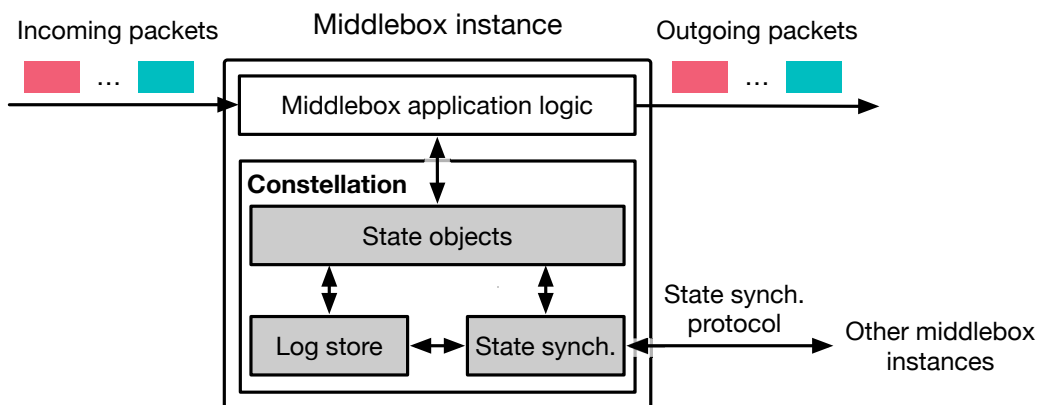 Incoming packets
Middlebox instance
Outgoing packets
...
...
Middlebox application logic
Constellation
State objects
Log store
State synch.
State synch.
protocol
Other middlebox
instances